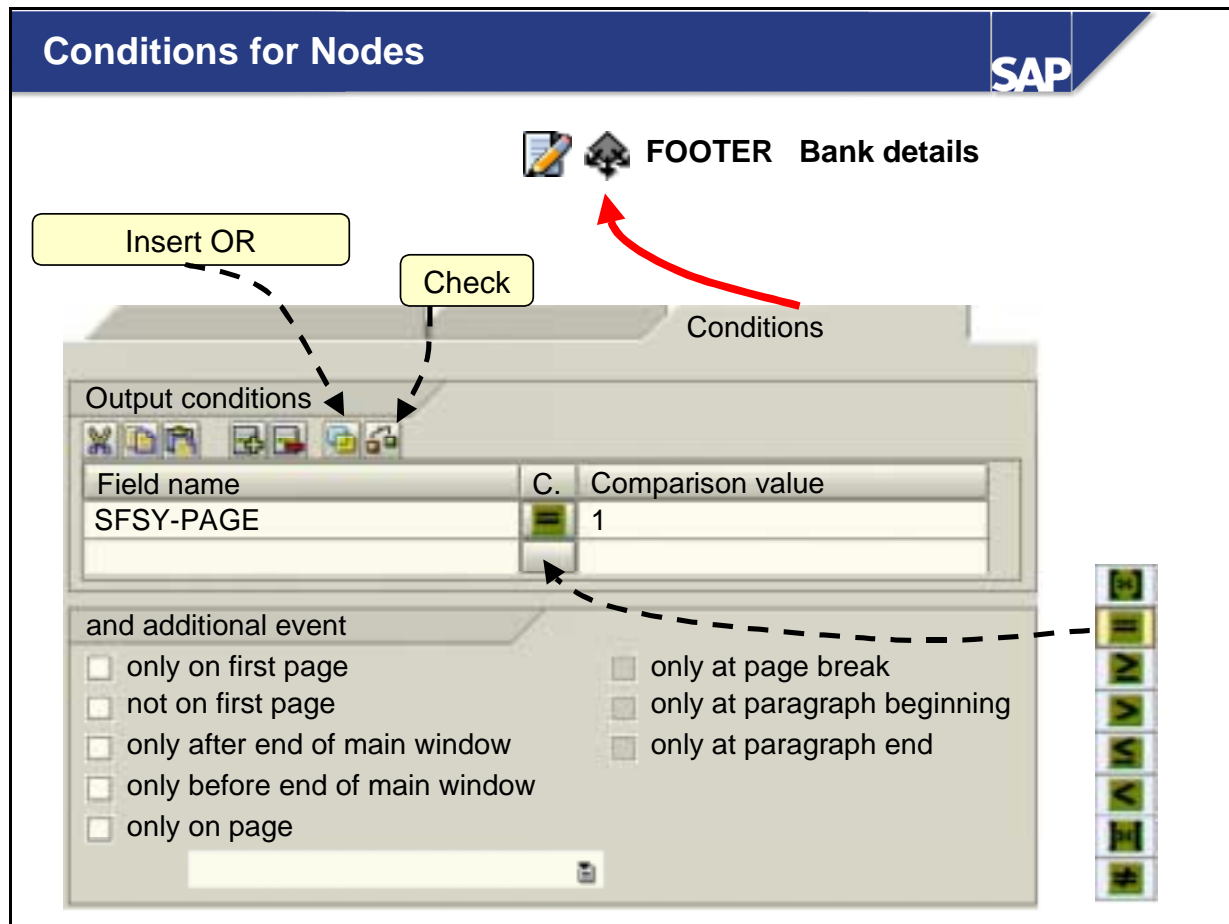 Conditions for Nodes
SAP
FOOTER Bank details
Insert OR
Check
Conditions
Output conditions
Field name C. Comparison value
SFSY-PAGE = 1
and additional event
only on first page
only at page break
not on first page
only at paragraph beginning
only after end of main window
only at paragraph end
only before end of main window
only on page